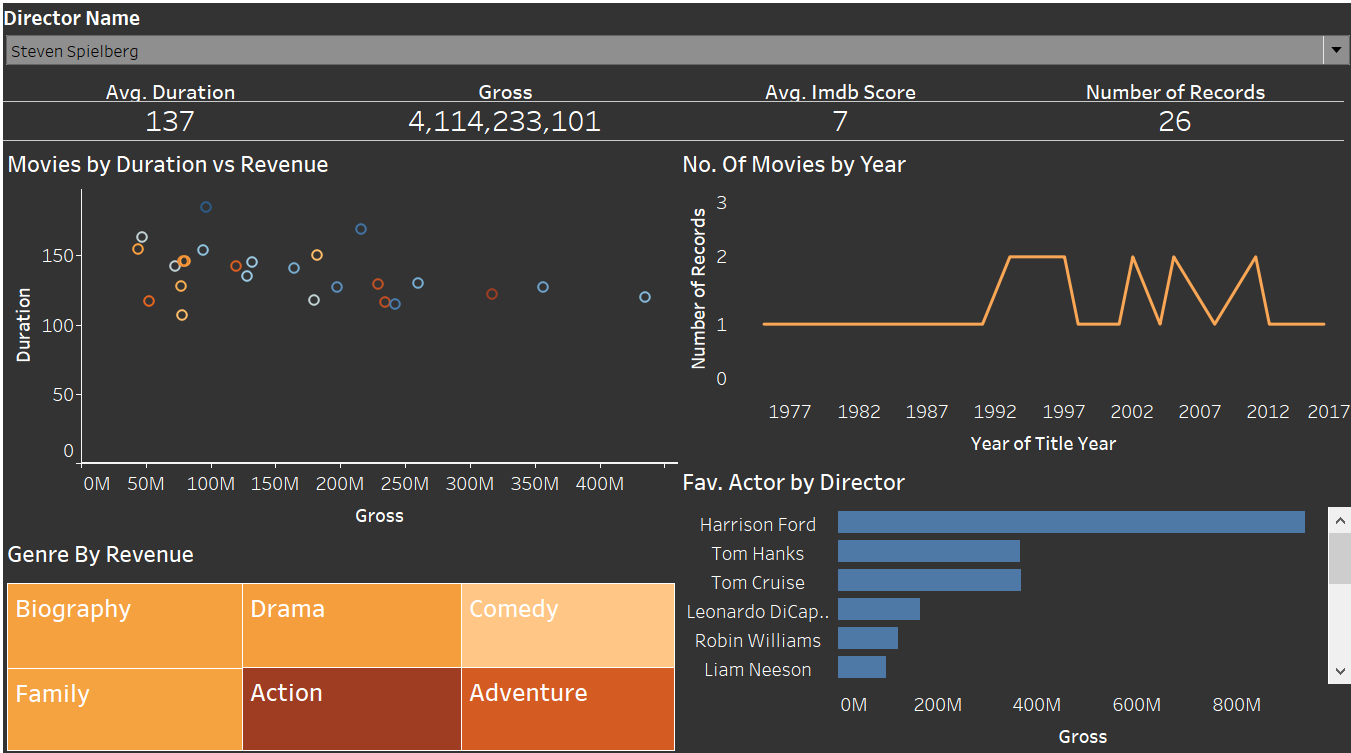 Director Name
Steven Spielberg
Avg. Duration Gross Avg. Imdb Score Number of Records
137 4,114,233,101 7 26
Movies by Duration vs Revenue
150
100
50
0
Duration
0M 50M 100M 150M 200M 250M 300M 350M 400M
Gross
No. Of Movies by Year
3
2
1
0
Number of Records
1977 1982 1987 1992 1997 2002 2007 2012 2017
Year of Title Year
Genre By Revenue
Biography Drama Comedy
Family Action Adventure
Fav. Actor by Director
Harrison Ford
Tom Hanks
Tom Cruise
Leonardo DiCap..
Robin Williams
Liam Neeson
0M 200M 400M 600M 800M
Gross